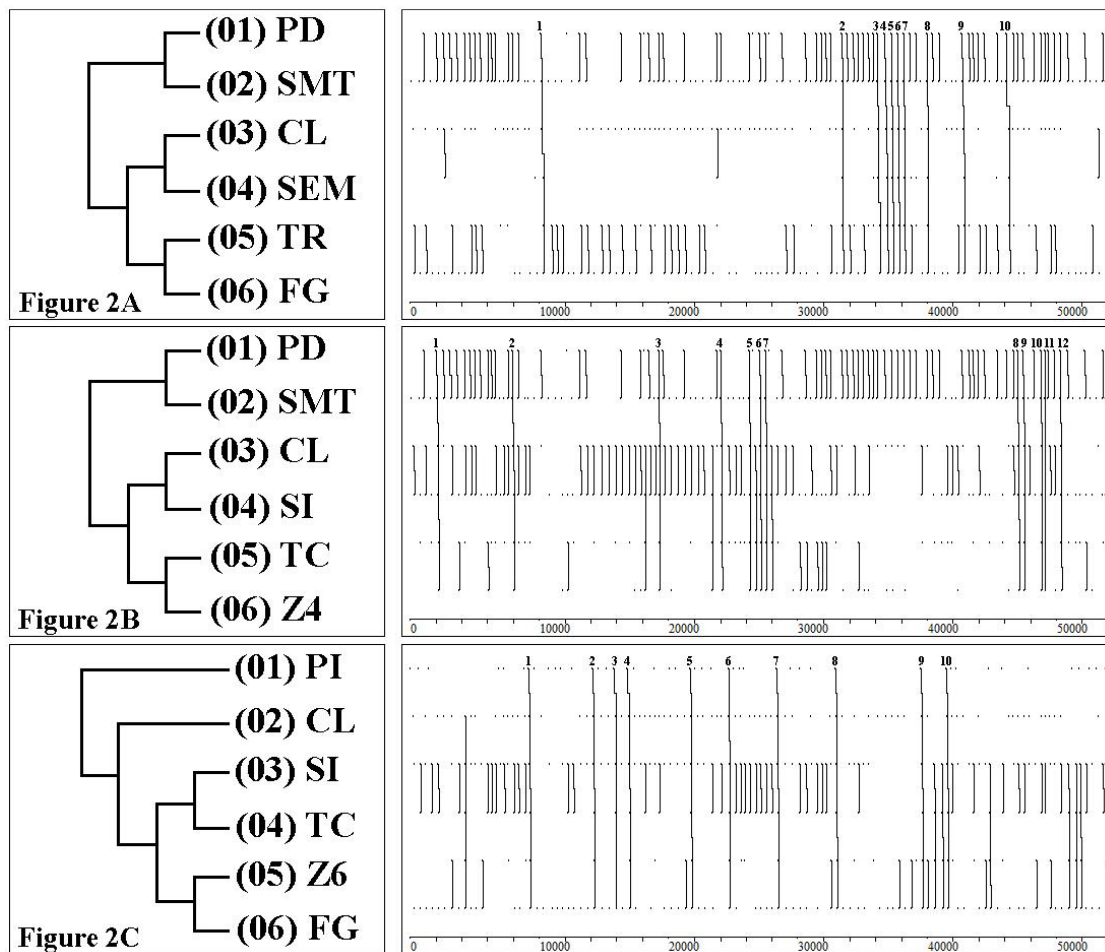 (01) PD
(02) SMT
(03) CL
(04) SEM
(05) TR
(06) FG
Figure 2A
1 2 3 4 5 6 7 8 9 10
0 10000 20000 30000 40000 50000
(01) PD
(02) SMT
(03) CL
(04) SI
(05) TC
(06) Z4
Figure 2B
1 2 3 4 5 6 7 8 9 10 11 12
0 10000 20000 30000 40000 50000
(01) PI
(02) CL
(03) SI
(04) TC
(05) Z6
(06) FG
Figure 2C
1 2 3 4 5 6 7 8 9 10
0 10000 20000 30000 40000 50000